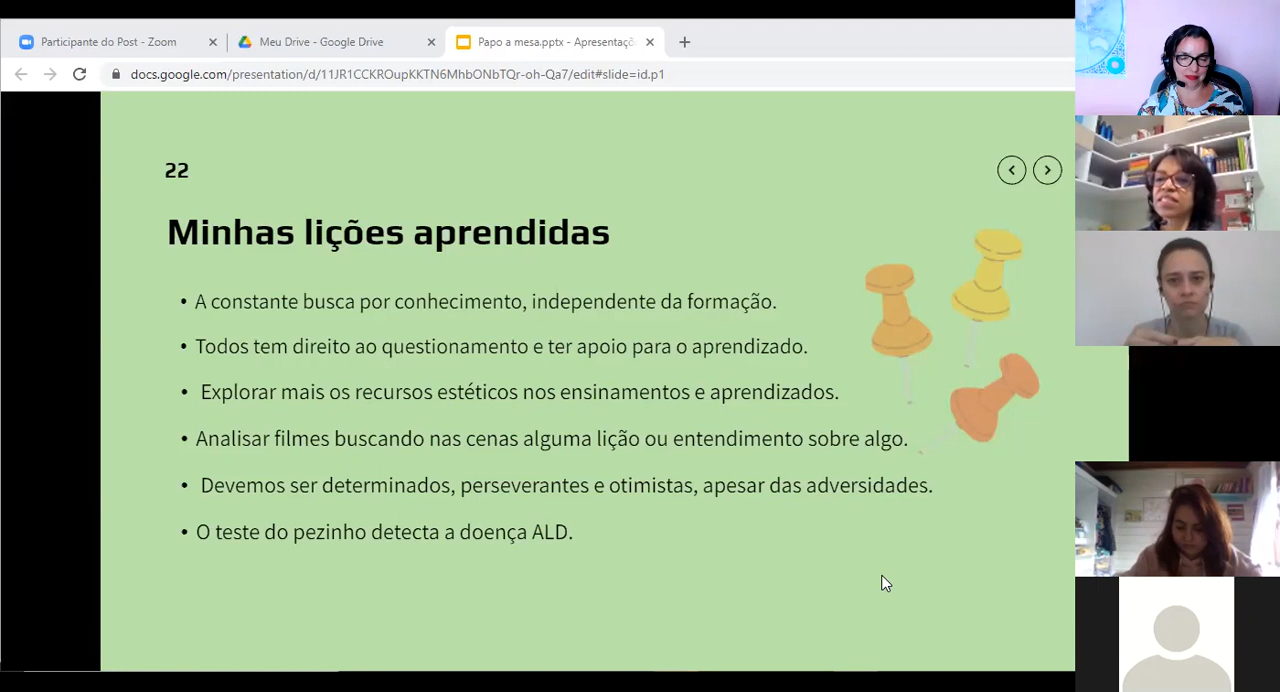 Participante do Post - Zoom
Meu Drive - Google Drive
Papo a mesa.pptx - Apresentaçõ
docs.google.com/presentation/d/11JR1CCKROupKKTN6MhbONbTQr-oh-Qa7/edit#slide=id.p1
22
Minhas lições aprendidas
• A constante busca por conhecimento, independente da formação.
• Todos tem direito ao questionamento e ter apoio para o aprendizado.
• Explorar mais os recursos estéticos nos ensinamentos e aprendizados.
• Analisar filmes buscando nas cenas alguma lição ou entendimento sobre algo.
• Devemos ser determinados, perseverantes e otimistas, apesar das adversidades.
• O teste do pezinho detecta a doença ALD.